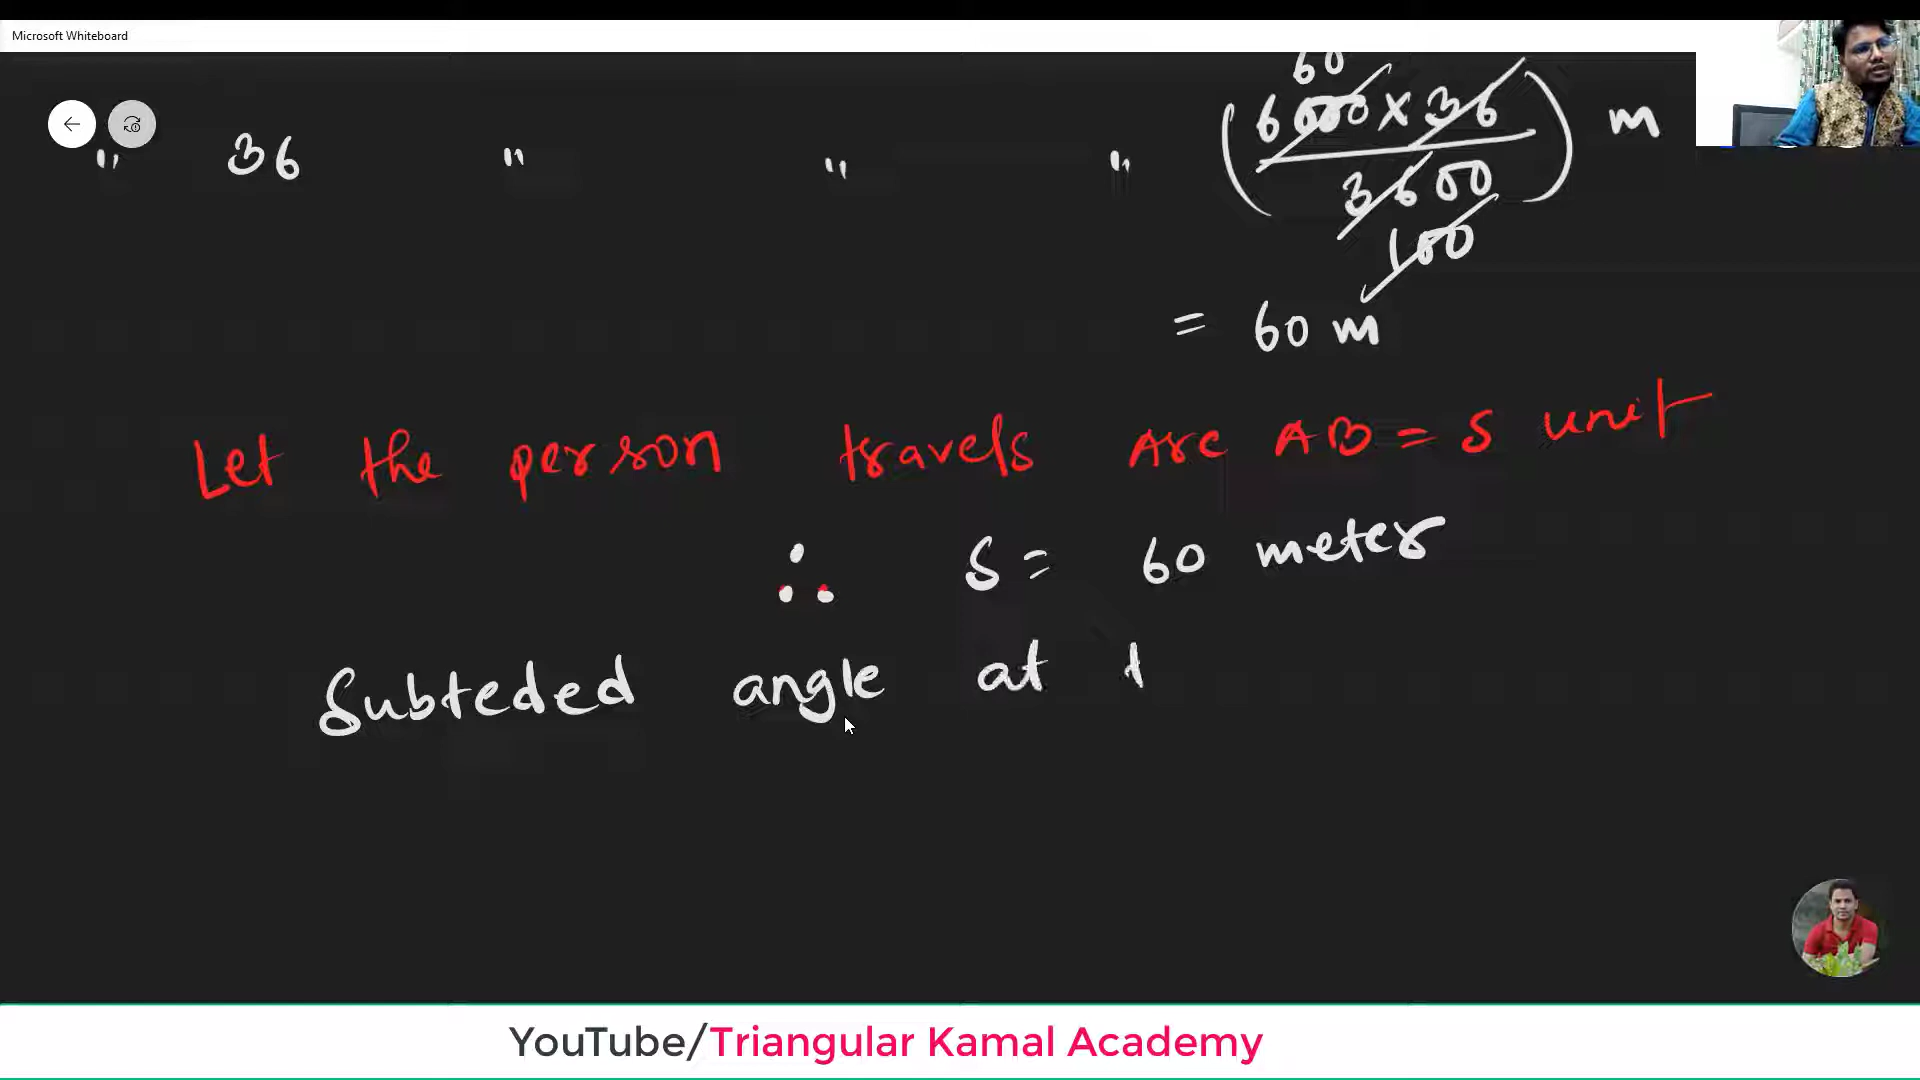 Microsoft Whiteboard
60
" 36 " " " ( 6000 x 36 / 3600 ) m
100
= 60 m
Let the person travels Arc AB = S unit
∴ S = 60 meter
Subteded angle at t
YouTube/Triangular Kamal Academy